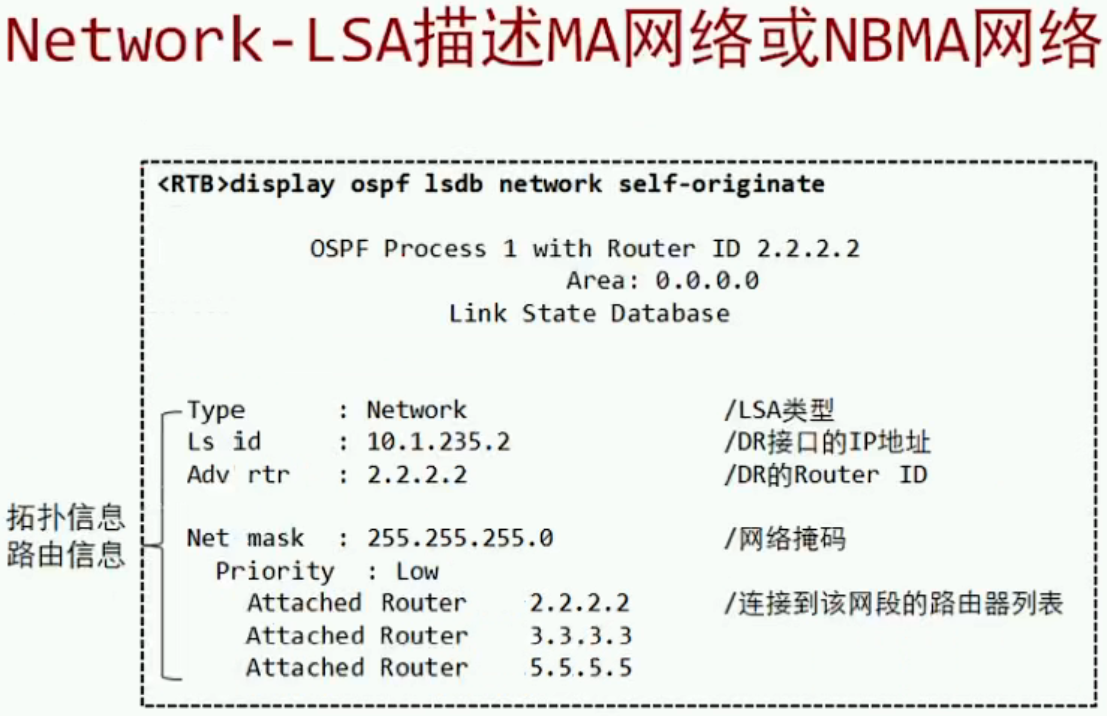 Network-LSA描述MA网络或NBMA网络
<RTB>display ospf lsdb network self-originate
OSPF Process 1 with Router ID 2.2.2.2
Area: 0.0.0.0
Link State Database
Type : Network /LSA类型
Ls id : 10.1.235.2 /DR接口的IP地址
Adv rtr : 2.2.2.2 /DR的Router ID
拓扑信息
路由信息
Net mask : 255.255.255.0 /网络掩码
Priority : Low
Attached Router 2.2.2.2 /连接到该网段的路由器列表
Attached Router 3.3.3.3
Attached Router 5.5.5.5